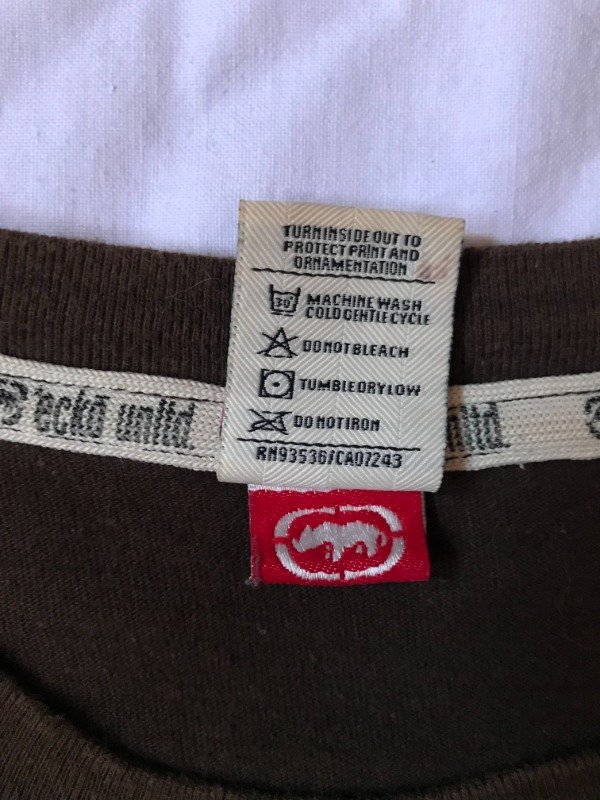 TURN INSIDE OUT TO
PROTECT PRINT AND
ORNAMENTATION
30°
MACHINE WASH
COLD GENTLE CYCLE
DO NOT BLEACH
TUMBLE DRY LOW
DO NOT IRON
RN93536/CA07243
ecko unltd.
ltd.